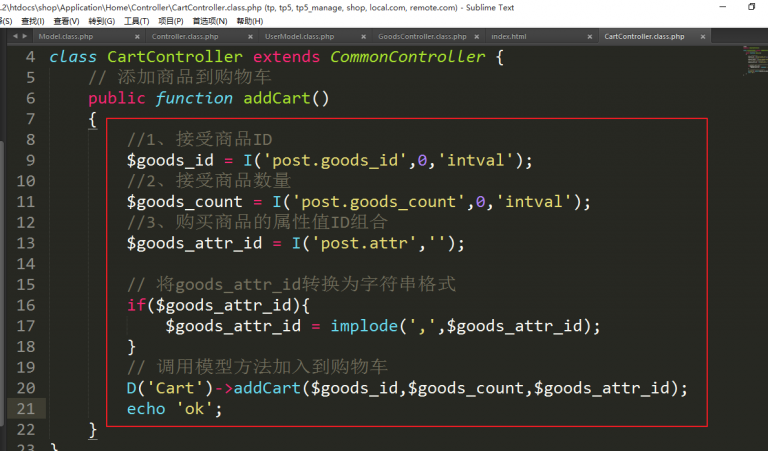 .2\htdocs\shop\Application\Home\Controller\CartController.class.php (tp, tp5, tp5_manage, shop, local.com, remote.com) - Sublime Text
(S) 查找(I) 查看(V) 转到(G) 工具(T) 项目(P) 首选项(N) 帮助(H)
Model.class.php Controller.class.php UserModel.class.php GoodsController.class.php index.html CartController.class.php
4 class CartController extends CommonController {
5 // 添加商品到购物车
6 public function addCart()
7 {
8 //1、接受商品ID
9 $goods_id = I('post.goods_id',0,'intval');
10 //2、接受商品数量
11 $goods_count = I('post.goods_count',0,'intval');
12 //3、购买商品的属性值ID组合
13 $goods_attr_id = I('post.attr','');
14
15 // 将goods_attr_id转换为字符串格式
16 if($goods_attr_id){
17 $goods_attr_id = implode(',',$goods_attr_id);
18 }
19 // 调用模型方法加入到购物车
20 D('Cart')->addCart($goods_id,$goods_count,$goods_attr_id);
21 echo 'ok';
22 }
23 }